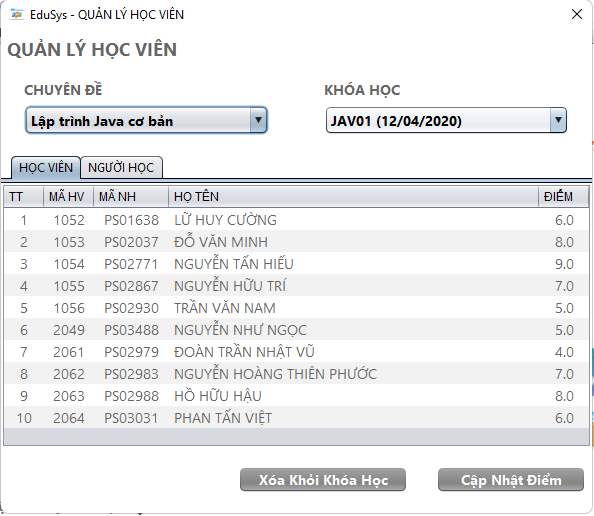 EduSys - QUẢN LÝ HỌC VIÊN
QUẢN LÝ HỌC VIÊN
CHUYÊN ĐỀ KHÓA HỌC
Lập trình Java cơ bản JAV01 (12/04/2020)
HỌC VIÊN NGƯỜI HỌC
TT MÃ HV MÃ NH HỌ TÊN ĐIỂM
1 1052 PS01638 LỮ HUY CƯỜNG 6.0
2 1053 PS02037 ĐỖ VĂN MINH 8.0
3 1054 PS02771 NGUYỄN TẤN HIẾU 9.0
4 1055 PS02867 NGUYỄN HỮU TRÍ 7.0
5 1056 PS02930 TRẦN VĂN NAM 5.0
6 2049 PS03488 NGUYỄN NHƯ NGỌC 5.0
7 2061 PS02979 ĐOÀN TRẦN NHẬT VŨ 4.0
8 2062 PS02983 NGUYỄN HOÀNG THIÊN PHƯỚC 7.0
9 2063 PS02988 HỒ HỮU HẬU 8.0
10 2064 PS03031 PHAN TẤN VIỆT 6.0
Xóa Khỏi Khóa Học Cập Nhật Điểm